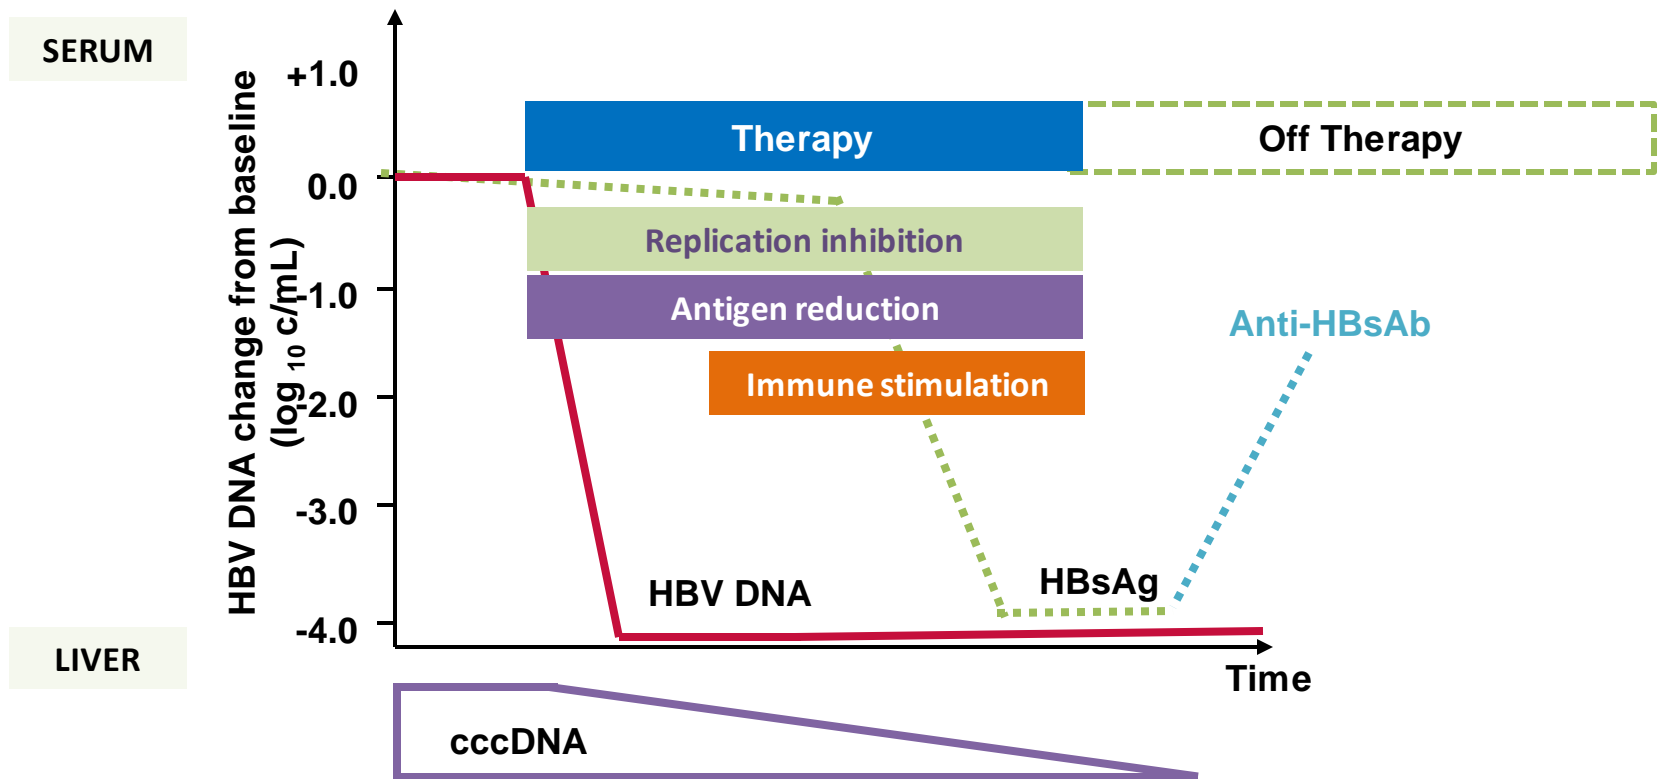 SERUM
HBV DNA change from baseline
(log 10 c/mL)
+1.0
0.0
-1.0
-2.0
-3.0
-4.0
Therapy
Off Therapy
Replication inhibition
Antigen reduction
Immune stimulation
Anti-HBsAb
HBV DNA
HBsAg
Time
LIVER
cccDNA